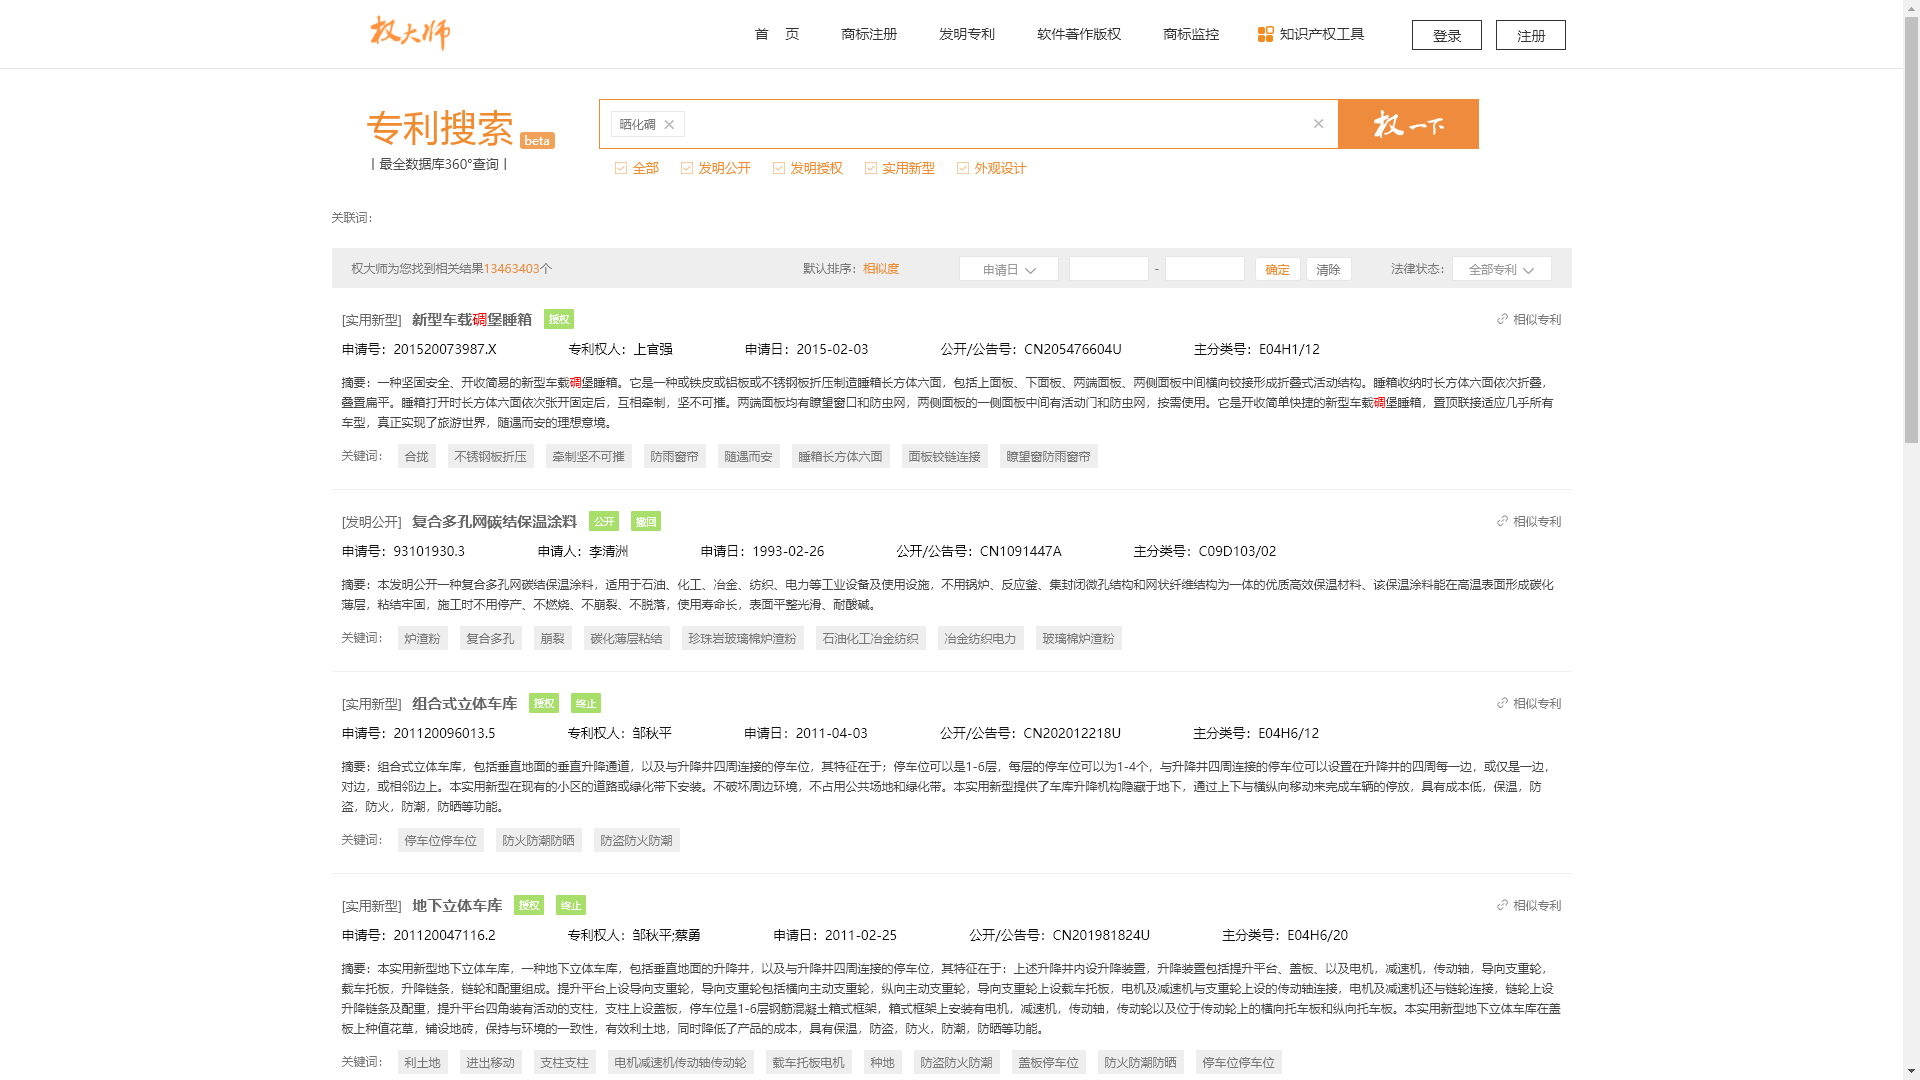 权大师
首 页 商标注册 发明专利 软件著作版权 商标监控 知识产权工具 登录 注册
专利搜索 beta
丨最全数据库360°查询丨
晒化碉
权一下
全部 发明公开 发明授权 实用新型 外观设计
关联词：
权大师为您找到相关结果13463403个 默认排序：相似度 申请日 - 确定 清除 法律状态： 全部专利
[实用新型] 新型车载碉堡睡箱 授权 相似专利
申请号：201520073987.X 专利权人：上官强 申请日：2015-02-03 公开/公告号：CN205476604U 主分类号：E04H1/12
摘要：一种坚固安全、开收简易的新型车载碉堡睡箱。它是一种或铁皮或铝板或不锈钢板折压制造睡箱长方体六面，包括上面板、下面板、两端面板、两侧面板中间横向铰接形成折叠式活动结构。睡箱收纳时长方体六面依次折叠，
叠置扁平。睡箱打开时长方体六面依次张开固定后，互相牵制，坚不可摧。两端面板均有瞭望窗口和防虫网，两侧面板的一侧面板中间有活动门和防虫网，按需使用。它是开收简单快捷的新型车载碉堡睡箱，置顶联接适应几乎所有
车型，真正实现了旅游世界，随遇而安的理想意境。
关键词： 合拢 不锈钢板折压 牵制坚不可摧 防雨窗帘 随遇而安 睡箱长方体六面 面板铰链连接 瞭望窗防雨窗帘
[发明公开] 复合多孔网碳结保温涂料 公开 撤回 相似专利
申请号：93101930.3 申请人：李清洲 申请日：1993-02-26 公开/公告号：CN1091447A 主分类号：C09D103/02
摘要：本发明公开一种复合多孔网碳结保温涂料，适用于石油、化工、冶金、纺织、电力等工业设备及使用设施，不用锅炉、反应釜、集封闭微孔结构和网状纤维结构为一体的优质高效保温材料、该保温涂料能在高温表面形成碳化
薄层，粘结牢固，施工时不用停产、不燃烧、不崩裂、不脱落，使用寿命长，表面平整光滑、耐酸碱。
关键词： 炉渣粉 复合多孔 崩裂 碳化薄层粘结 珍珠岩玻璃棉炉渣粉 石油化工冶金纺织 冶金纺织电力 玻璃棉炉渣粉
[实用新型] 组合式立体车库 授权 终止 相似专利
申请号：201120096013.5 专利权人：邹秋平 申请日：2011-04-03 公开/公告号：CN202012218U 主分类号：E04H6/12
摘要：组合式立体车库，包括垂直地面的垂直升降通道，以及与升降井四周连接的停车位，其特征在于；停车位可以是1-6层，每层的停车位可以为1-4个，与升降井四周连接的停车位可以设置在升降井的四周每一边，或仅是一边，
对边，或相邻边上。本实用新型在现有的小区的道路或绿化带下安装。不破坏周边环境，不占用公共场地和绿化带。本实用新型提供了车库升降机构隐藏于地下，通过上下与横纵向移动来完成车辆的停放，具有成本低，保温，防
盗，防火，防潮，防晒等功能。
关键词： 停车位停车位 防火防潮防晒 防盗防火防潮
[实用新型] 地下立体车库 授权 终止 相似专利
申请号：201120047116.2 专利权人：邹秋平;蔡勇 申请日：2011-02-25 公开/公告号：CN201981824U 主分类号：E04H6/20
摘要：本实用新型地下立体车库，一种地下立体车库，包括垂直地面的升降井，以及与升降井四周连接的停车位，其特征在于：上述升降井内设升降装置，升降装置包括提升平台、盖板、以及电机，减速机，传动轴，导向支重轮，
载车托板，升降链条，链轮和配重组成。提升平台上设导向支重轮，导向支重轮包括横向主动支重轮，纵向主动支重轮，导向支重轮上设载车托板，电机及减速机与支重轮上设的传动轴连接，电机及减速机还与链轮连接，链轮上设
升降链条及配重，提升平台四角装有活动的支柱，支柱上设盖板，停车位是1-6层钢筋混凝土箱式框架，箱式框架上安装有电机，减速机，传动轴，传动轮以及位于传动轮上的横向托车板和纵向托车板。本实用新型地下立体车库在盖
板上种值花草，铺设地砖，保持与环境的一致性，有效利土地，同时降低了产品的成本，具有保温，防盗，防火，防潮，防晒等功能。
关键词： 利土地 进出移动 支柱支柱 电机减速机传动轴传动轮 载车托板电机 种地 防盗防火防潮 盖板停车位 防火防潮防晒 停车位停车位